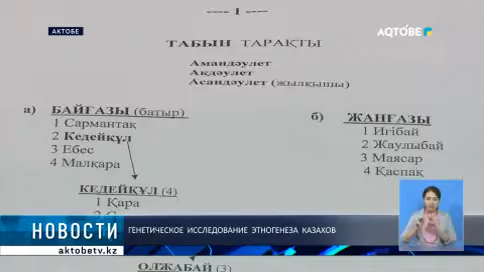 АКТОБЕ
— 1 —
AQTOBE
ТАБЫН ТАРАҚТЫ
Амандәулет
Ақдәулет
Асандәулет (жылқышы)
а) БАЙҒАЗЫ (батыр)
1 Сармантақ
2 Кедейқұл
3 Ебес
4 Малқара
б) ЖАНҒАЗЫ
1 Игібай
2 Жаулыбай
3 Маясар
4 Қаспақ
КЕДЕЙҚҰЛ (4)
1 Қара
НОВОСТИ
ГЕНЕТИЧЕСКОЕ ИССЛЕДОВАНИЕ ЭТНОГЕНЕЗА КАЗАХОВ
aktobetv.kz
ОЛЖАБАЙ (3)